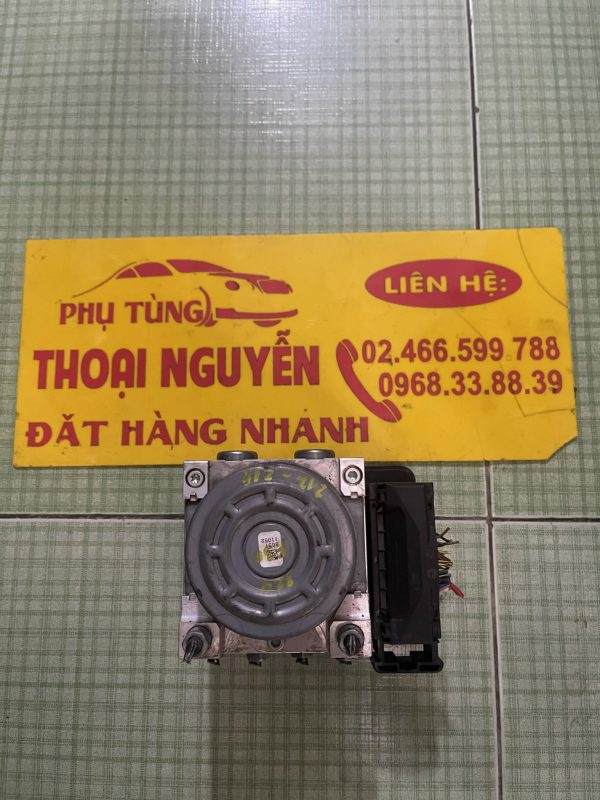 PHỤ TÙNG
LIÊN HỆ:
THOẠI NGUYỄN
02.466.599 788
0968.33.88.39
ĐẶT HÀNG NHANH